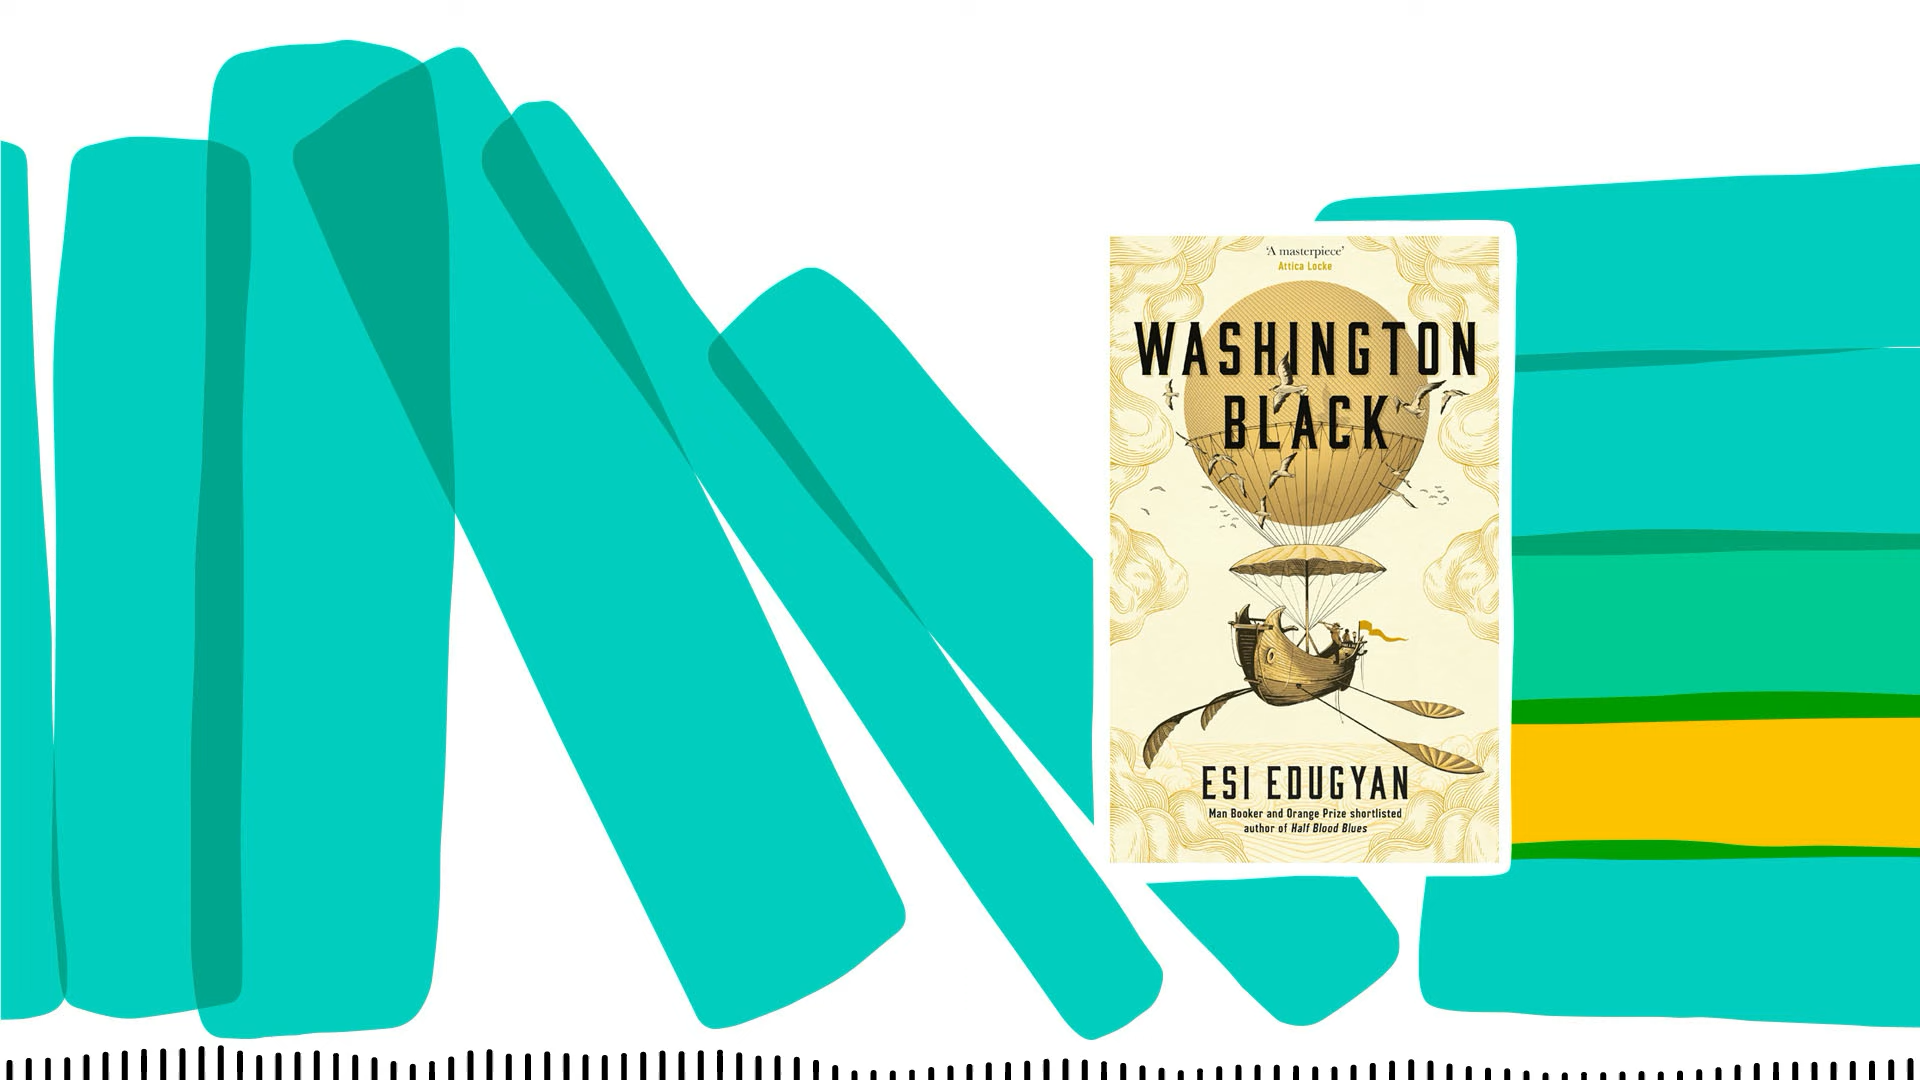 ‘A masterpiece’
Attica Locke
WASHINGTON
BLACK
ESI EDUGYAN
Man Booker and Orange Prize shortlisted
author of Half Blood Blues